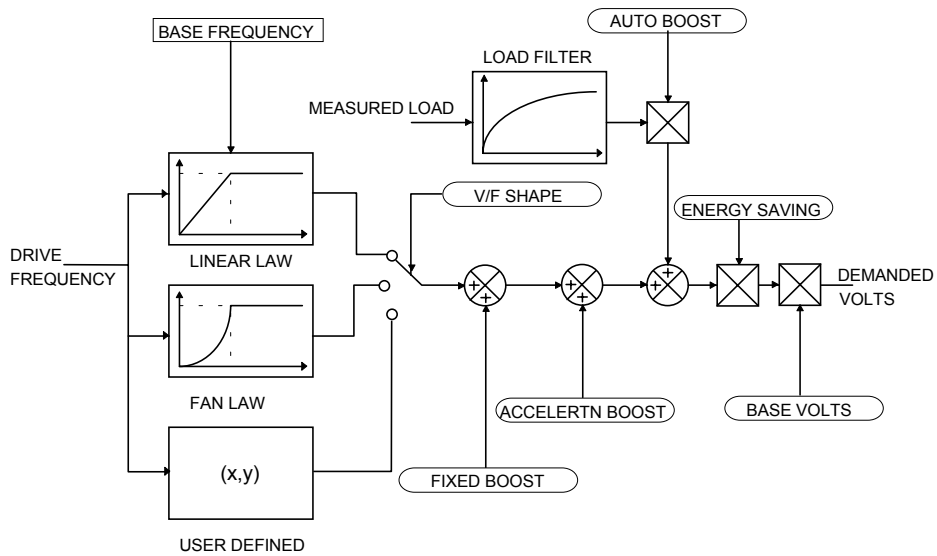 AUTO BOOST
BASE FREQUENCY
LOAD FILTER
MEASURED LOAD
V/F SHAPE
ENERGY SAVING
DRIVE
FREQUENCY
LINEAR LAW
+
+
+
+
+
+
DEMANDED
VOLTS
FAN LAW
ACCELERTN BOOST
BASE VOLTS
(x,y)
FIXED BOOST
USER DEFINED